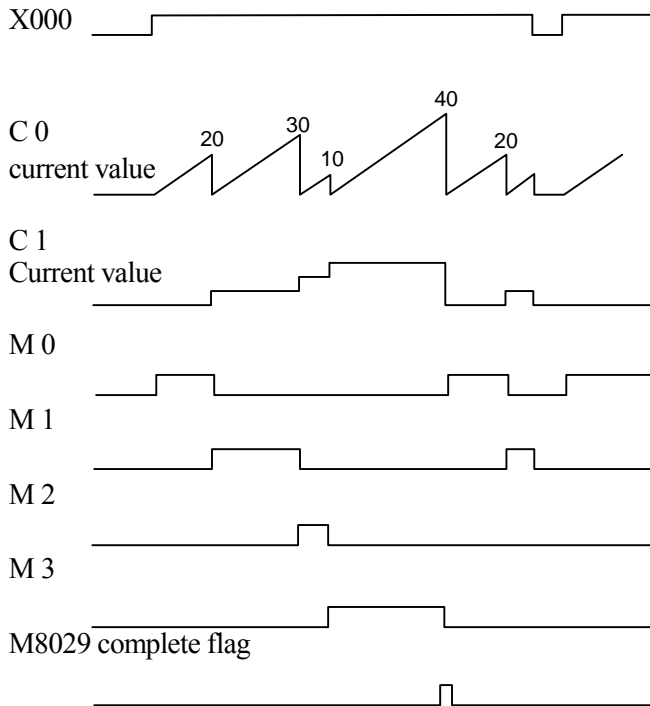 X000
C 0
current value
20
30
10
40
20
C 1
Current value
M 0
M 1
M 2
M 3
M8029 complete flag